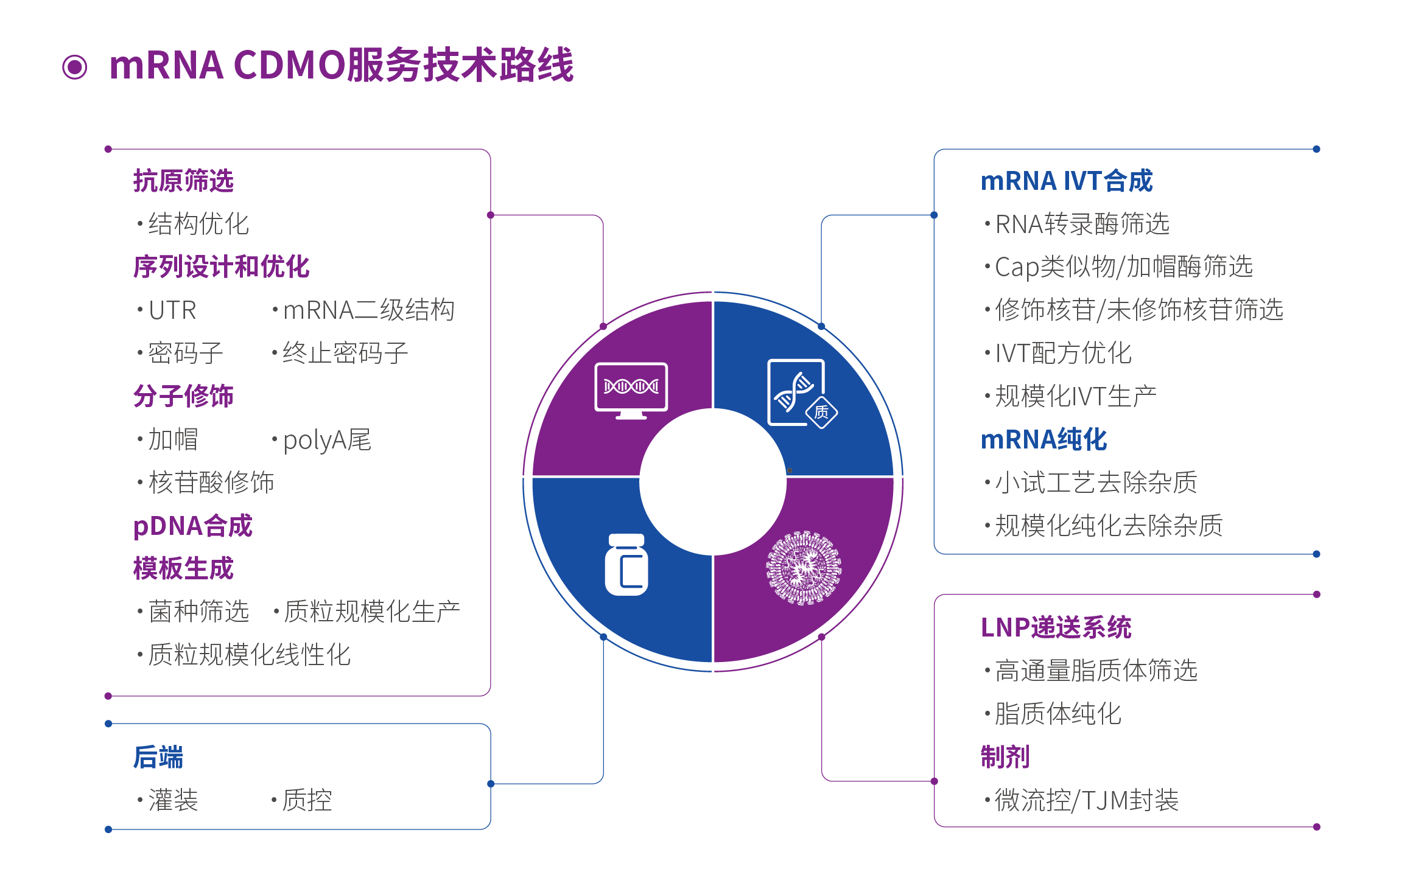 mRNA CDMO服务技术路线
抗原筛选
·结构优化
序列设计和优化
·UTR ·mRNA二级结构
·密码子 ·终止密码子
分子修饰
·加帽 ·polyA尾
·核苷酸修饰
pDNA合成
模板生成
·菌种筛选 ·质粒规模化生产
·质粒规模化线性化
后端
·灌装 ·质控
质
mRNA IVT合成
·RNA转录酶筛选
·Cap类似物/加帽酶筛选
·修饰核苷/未修饰核苷筛选
·IVT配方优化
·规模化IVT生产
mRNA纯化
·小试工艺去除杂质
·规模化纯化去除杂质
LNP递送系统
·高通量脂质体筛选
·脂质体纯化
制剂
·微流控/TJM封装